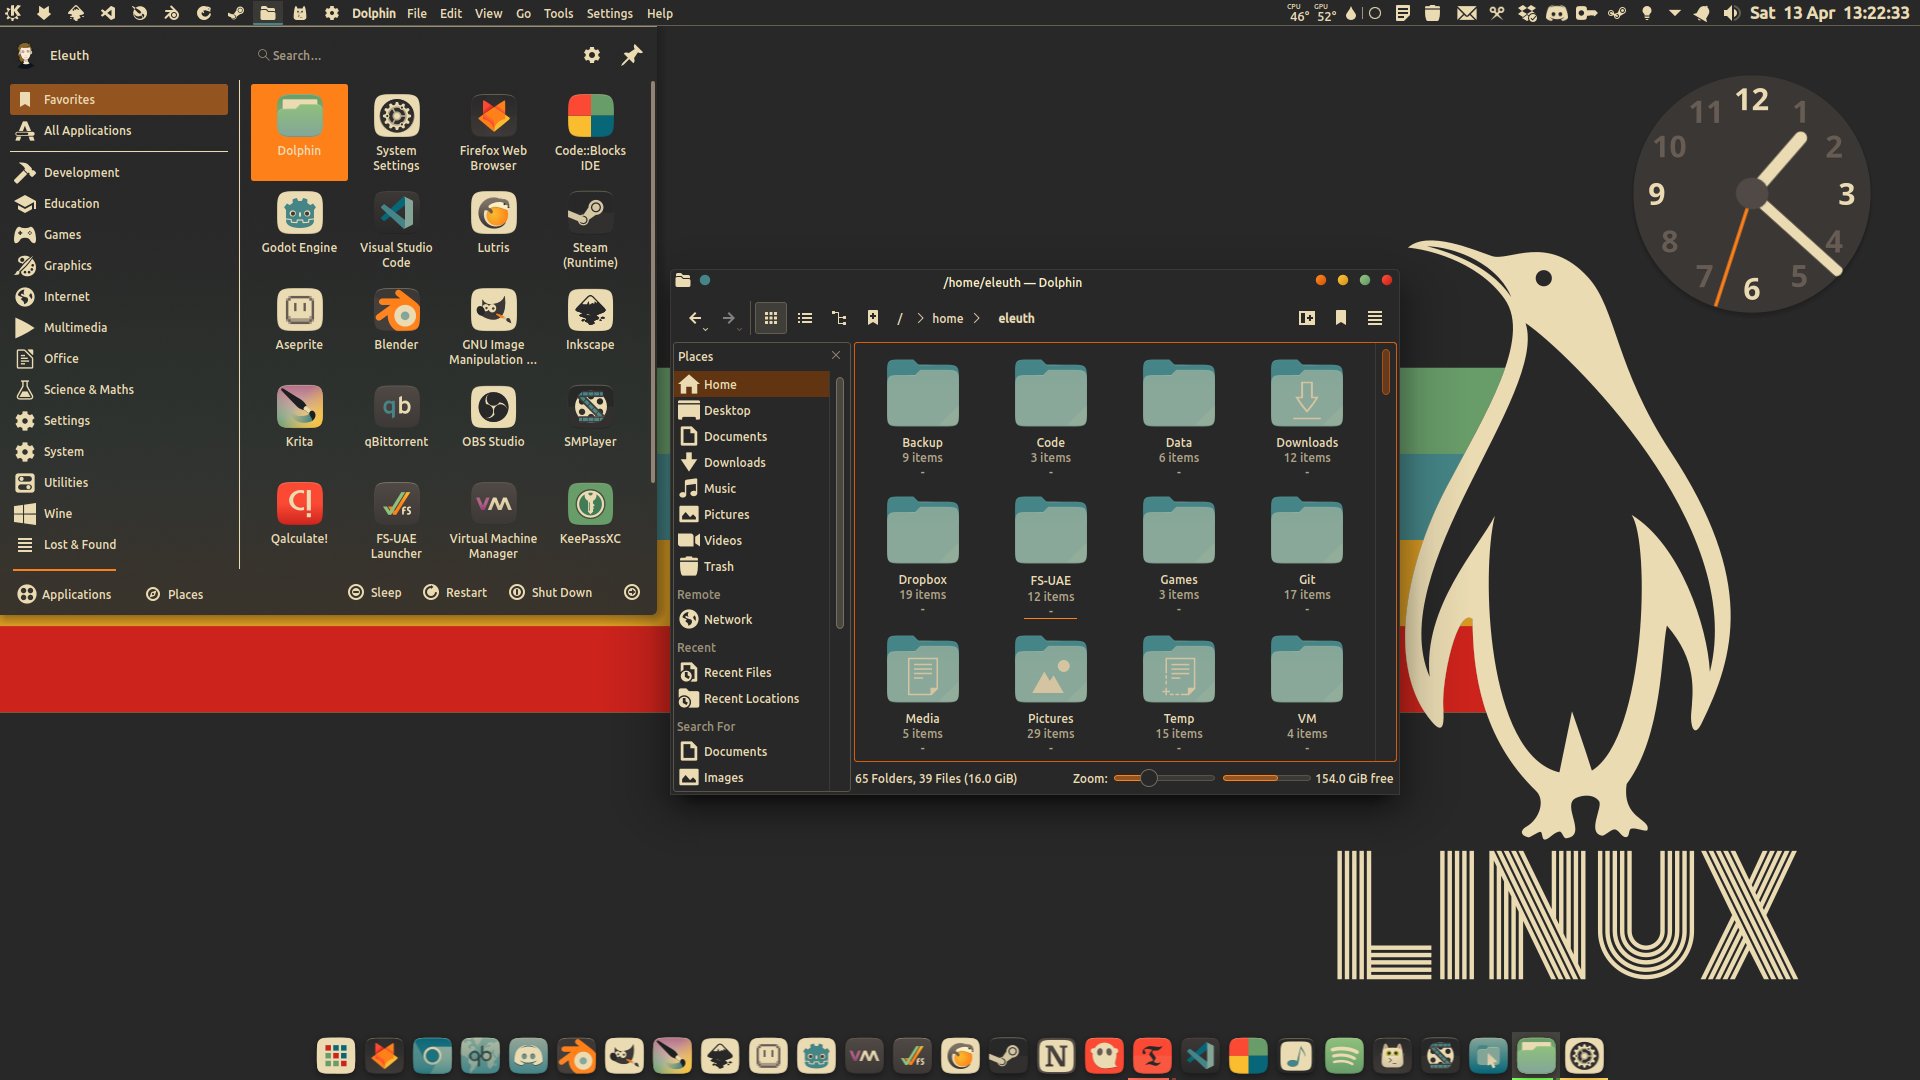 Dolphin File Edit View Go Tools Settings Help
CPU 46° GPU 52°
Sat 13 Apr 13:22:33
Eleuth
Search...
Favorites
All Applications
Development
Education
Games
Graphics
Internet
Multimedia
Office
Science & Maths
Settings
System
Utilities
Wine
Lost & Found
Dolphin
System Settings
Firefox Web Browser
Code::Blocks IDE
Godot Engine
Visual Studio Code
Lutris
Steam (Runtime)
Aseprite
Blender
GNU Image Manipulation ...
Inkscape
Krita
qb
qBittorrent
OBS Studio
SMPlayer
C!
Qalculate!
FS
FS-UAE Launcher
VM
Virtual Machine Manager
KeePassXC
Applications
Places
Sleep
Restart
Shut Down
/home/eleuth — Dolphin
/ > home > eleuth
Places
Home
Desktop
Documents
Downloads
Music
Pictures
Videos
Trash
Remote
Network
Recent
Recent Files
Recent Locations
Search For
Documents
Images
Backup
9 items
-
Code
3 items
-
Data
6 items
-
Downloads
12 items
-
Dropbox
19 items
-
FS-UAE
12 items
-
Games
3 items
-
Git
17 items
-
Media
5 items
-
Pictures
29 items
-
Temp
15 items
-
VM
4 items
-
65 Folders, 39 Files (16.0 GiB)
Zoom:
154.0 GiB free
12
1
2
3
4
5
6
7
8
9
10
11
LINUX
qb
VM
FS
N
T